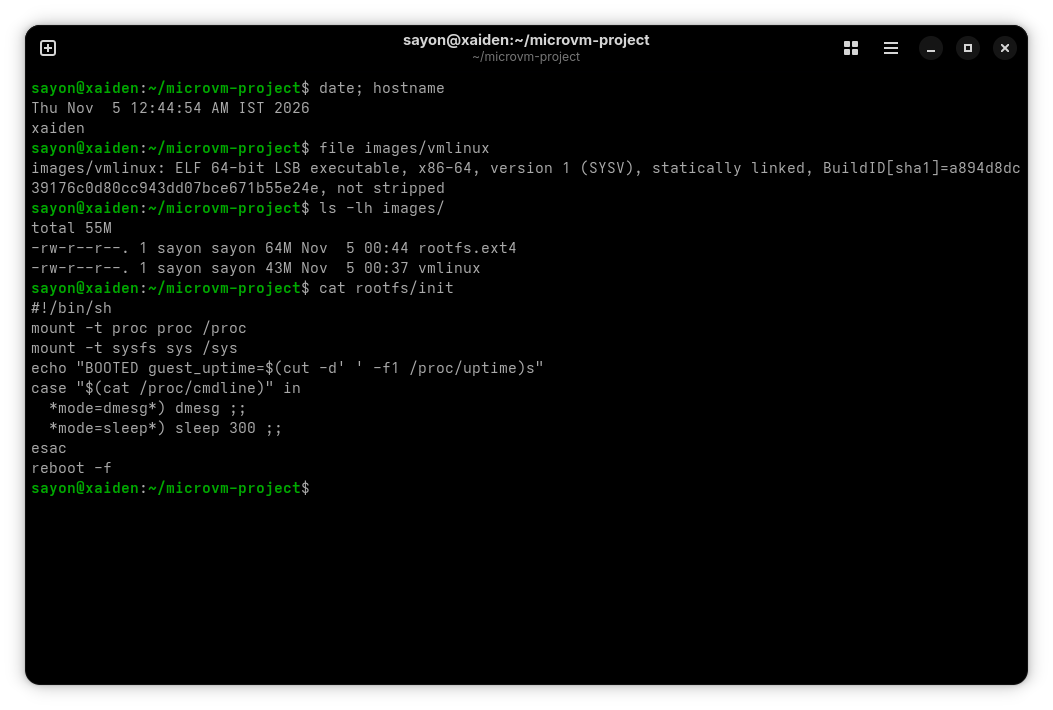 sayon@xaiden:~/microvm-project
~/microvm-project
sayon@xaiden:~/microvm-project$ date; hostname
Thu Nov  5 12:44:54 AM IST 2026
xaiden
sayon@xaiden:~/microvm-project$ file images/vmlinux
images/vmlinux: ELF 64-bit LSB executable, x86-64, version 1 (SYSV), statically linked, BuildID[sha1]=a894d8dc
39176c0d80cc943dd07bce671b55e24e, not stripped
sayon@xaiden:~/microvm-project$ ls -lh images/
total 55M
-rw-r--r--. 1 sayon sayon 64M Nov  5 00:44 rootfs.ext4
-rw-r--r--. 1 sayon sayon 43M Nov  5 00:37 vmlinux
sayon@xaiden:~/microvm-project$ cat rootfs/init
#!/bin/sh
mount -t proc proc /proc
mount -t sysfs sys /sys
echo "BOOTED guest_uptime=$(cut -d' ' -f1 /proc/uptime)s"
case "$(cat /proc/cmdline)" in
  *mode=dmesg*) dmesg ;;
  *mode=sleep*) sleep 300 ;;
esac
reboot -f
sayon@xaiden:~/microvm-project$